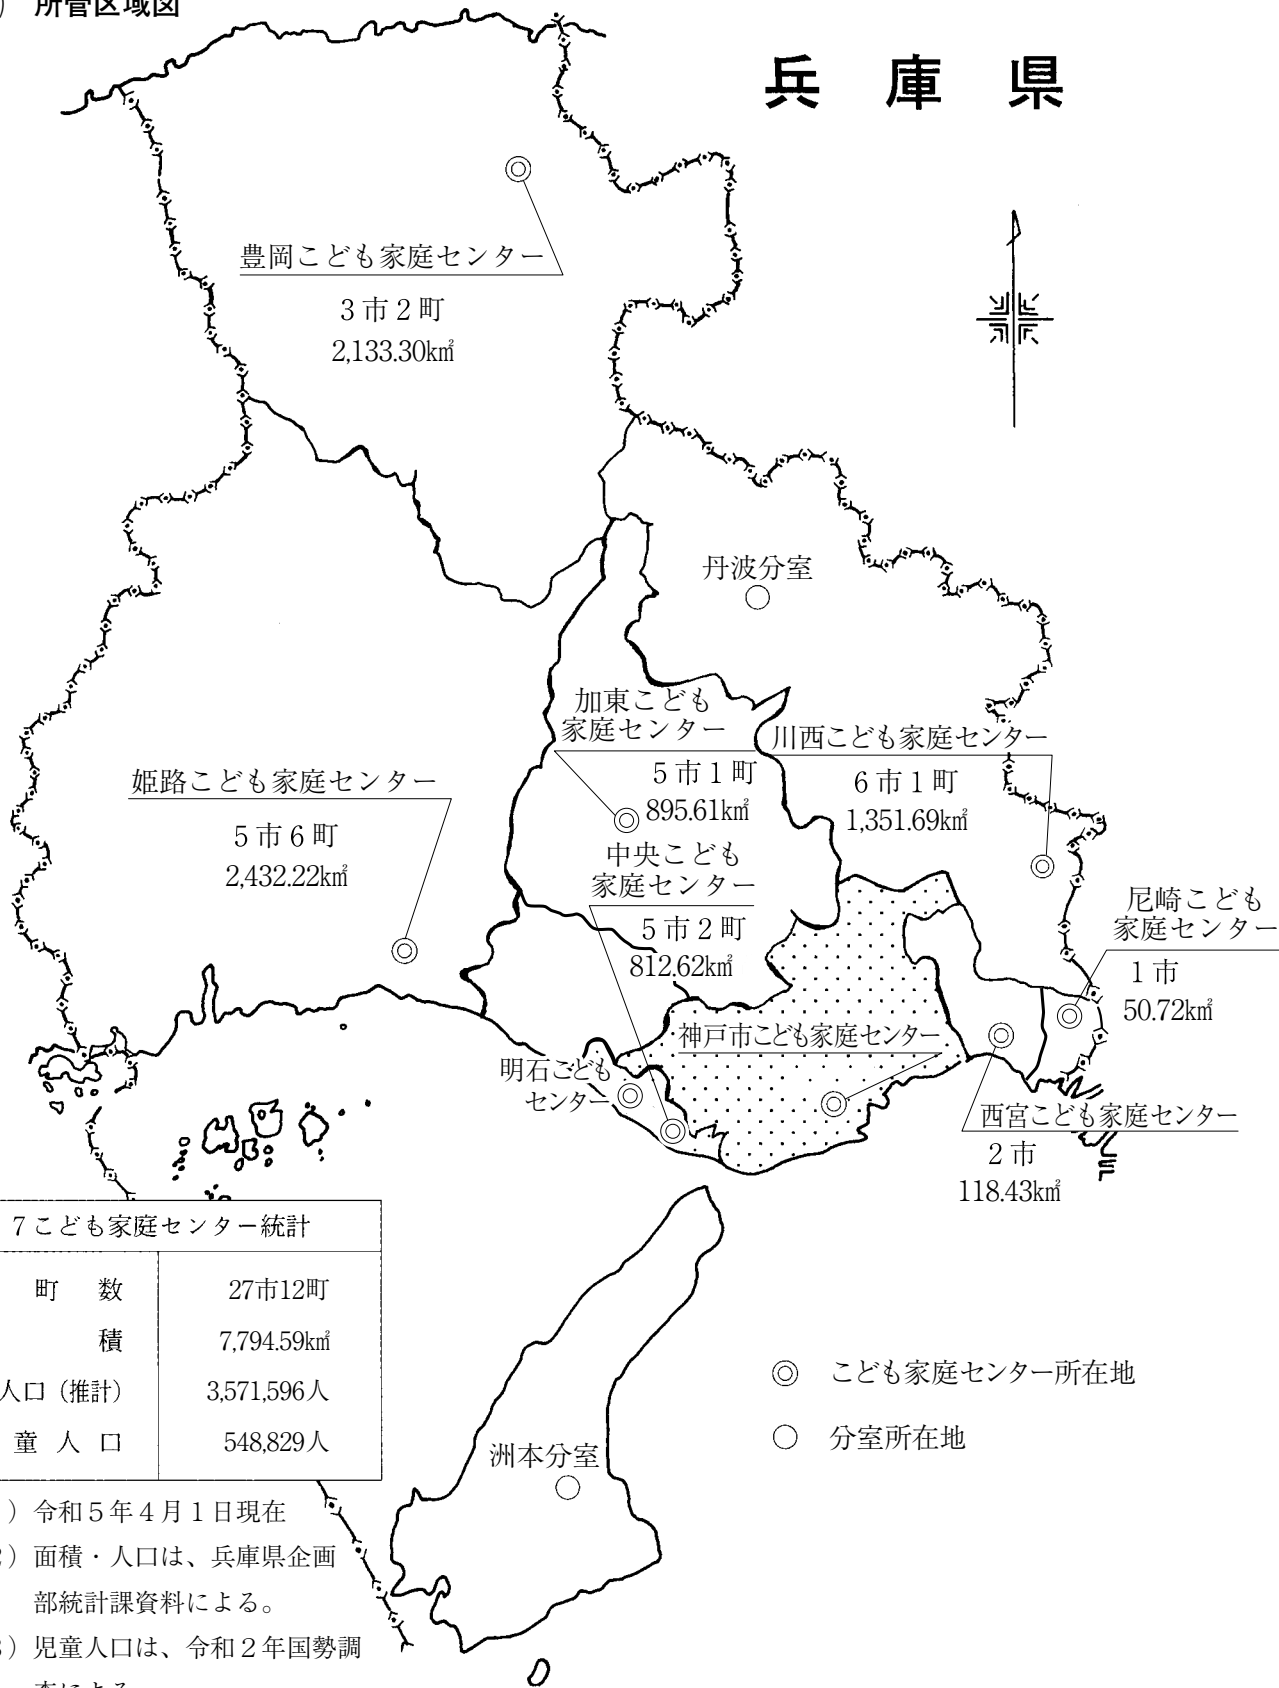 ) 所管区域図
兵庫県
豊岡こども家庭センター
3市2町
2,133.30k㎡
丹波分室
加東こども
家庭センター
5市1町
895.61k㎡
川西こども家庭センター
6市1町
1,351.69k㎡
姫路こども家庭センター
5市6町
2,432.22k㎡
中央こども
家庭センター
5市2町
812.62k㎡
尼崎こども
家庭センター
1市
50.72k㎡
神戸市こども家庭センター
明石こども
センター
西宮こども家庭センター
2市
118.43k㎡
7こども家庭センター統計
町数 27市12町
積 7,794.59k㎡
人口(推計) 3,571,596人
童人口 548,829人
◎ こども家庭センター所在地
○ 分室所在地
洲本分室
) 令和5年4月1日現在
) 面積・人口は、兵庫県企画
部統計課資料による。
) 児童人口は、令和2年国勢調